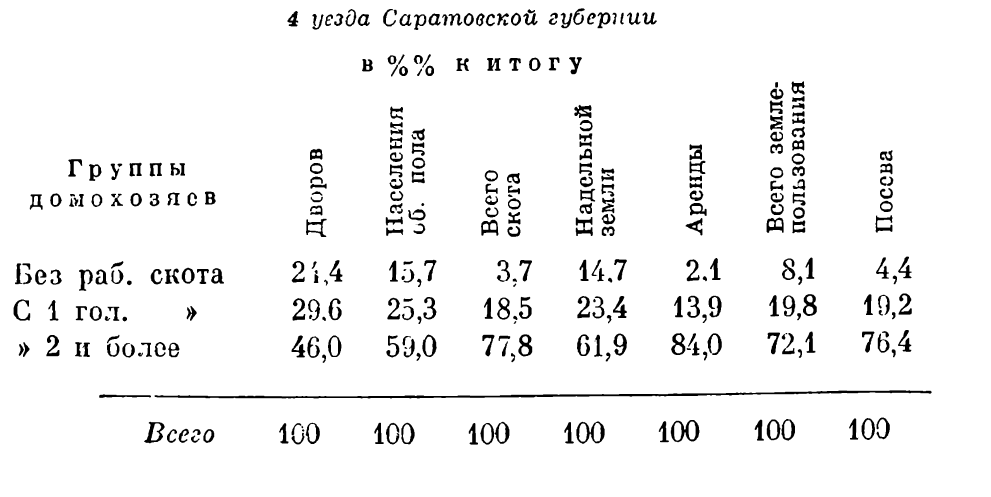 4 уезда Саратовской губернии
в %% к итогу
Группы
домохозяев
Дворов
Населения
об. пола
Всего
скота
Надельной
земли
Аренды
Всего земле-
пользования
Посева
Без раб. скота 24,4 15,7 3,7 14,7 2,1 8,1 4,4
С 1 гол. » 29,6 25,3 18,5 23,4 13,9 19,8 19,2
» 2 и более 46,0 59,0 77,8 61,9 84,0 72,1 76,4
Всего 100 100 100 100 100 100 100